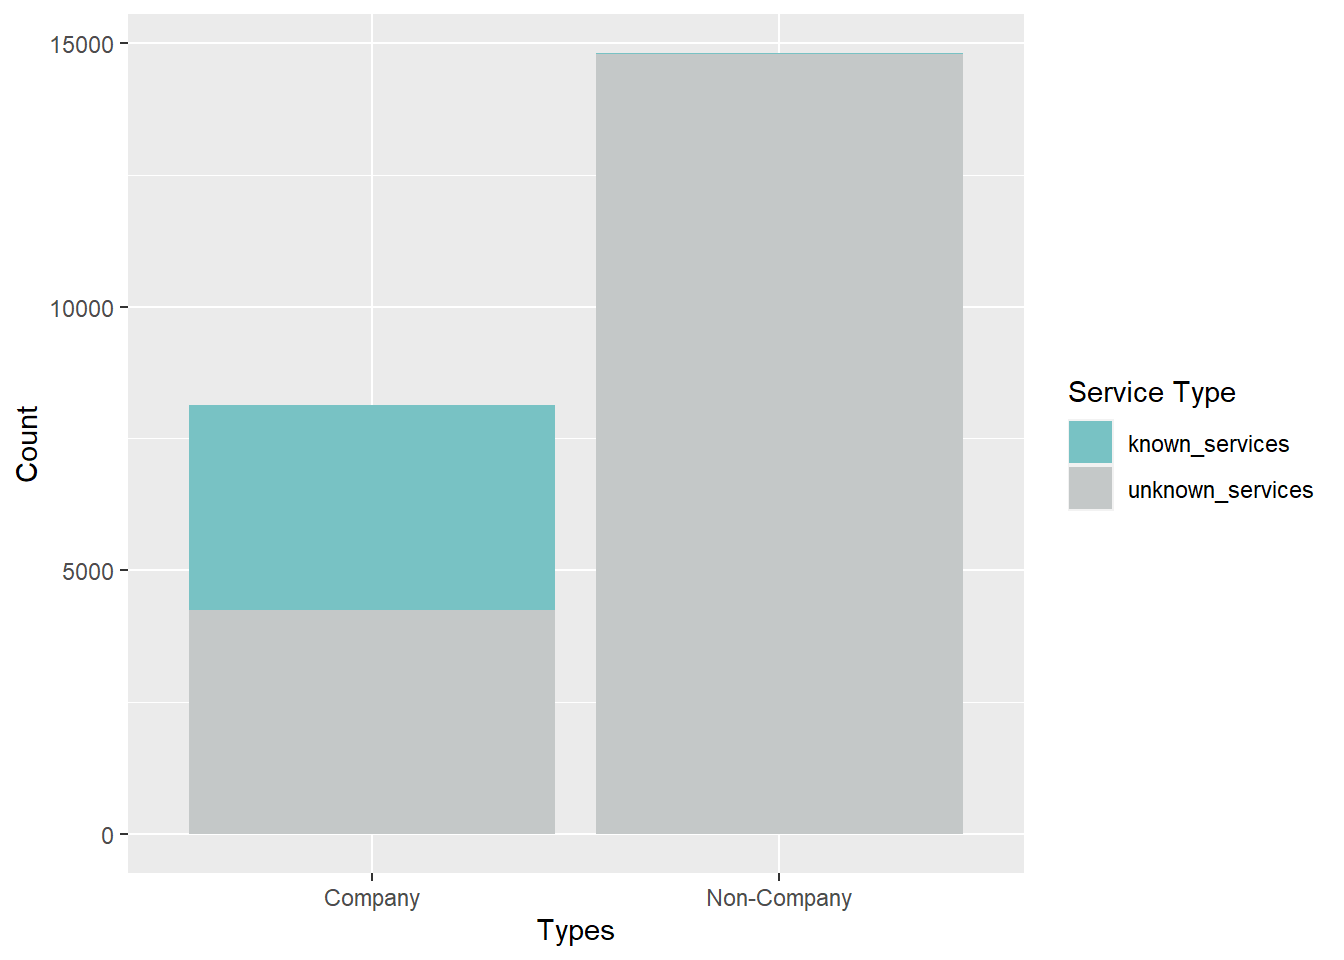 15000
10000
5000
0
Count
Company
Non-Company
Types
Service Type
known_services
unknown_services